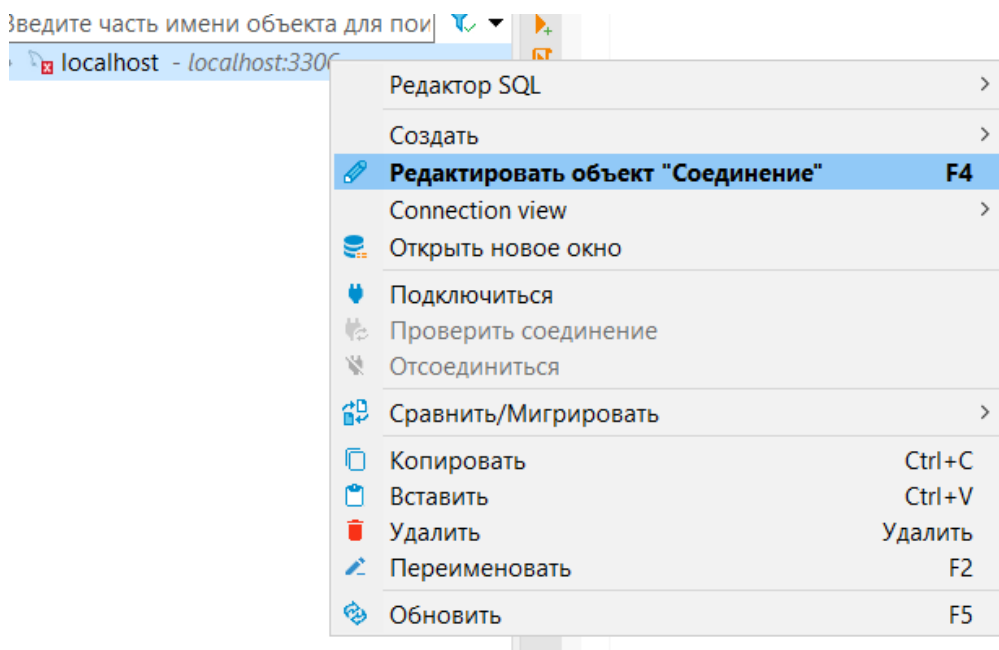 Введите часть имени объекта для пои
localhost - localhost:3306
Редактор SQL
Создать
Редактировать объект "Соединение" F4
Connection view
Открыть новое окно
Подключиться
Проверить соединение
Отсоединиться
Сравнить/Мигрировать
Копировать Ctrl+C
Вставить Ctrl+V
Удалить Удалить
Переименовать F2
Обновить F5